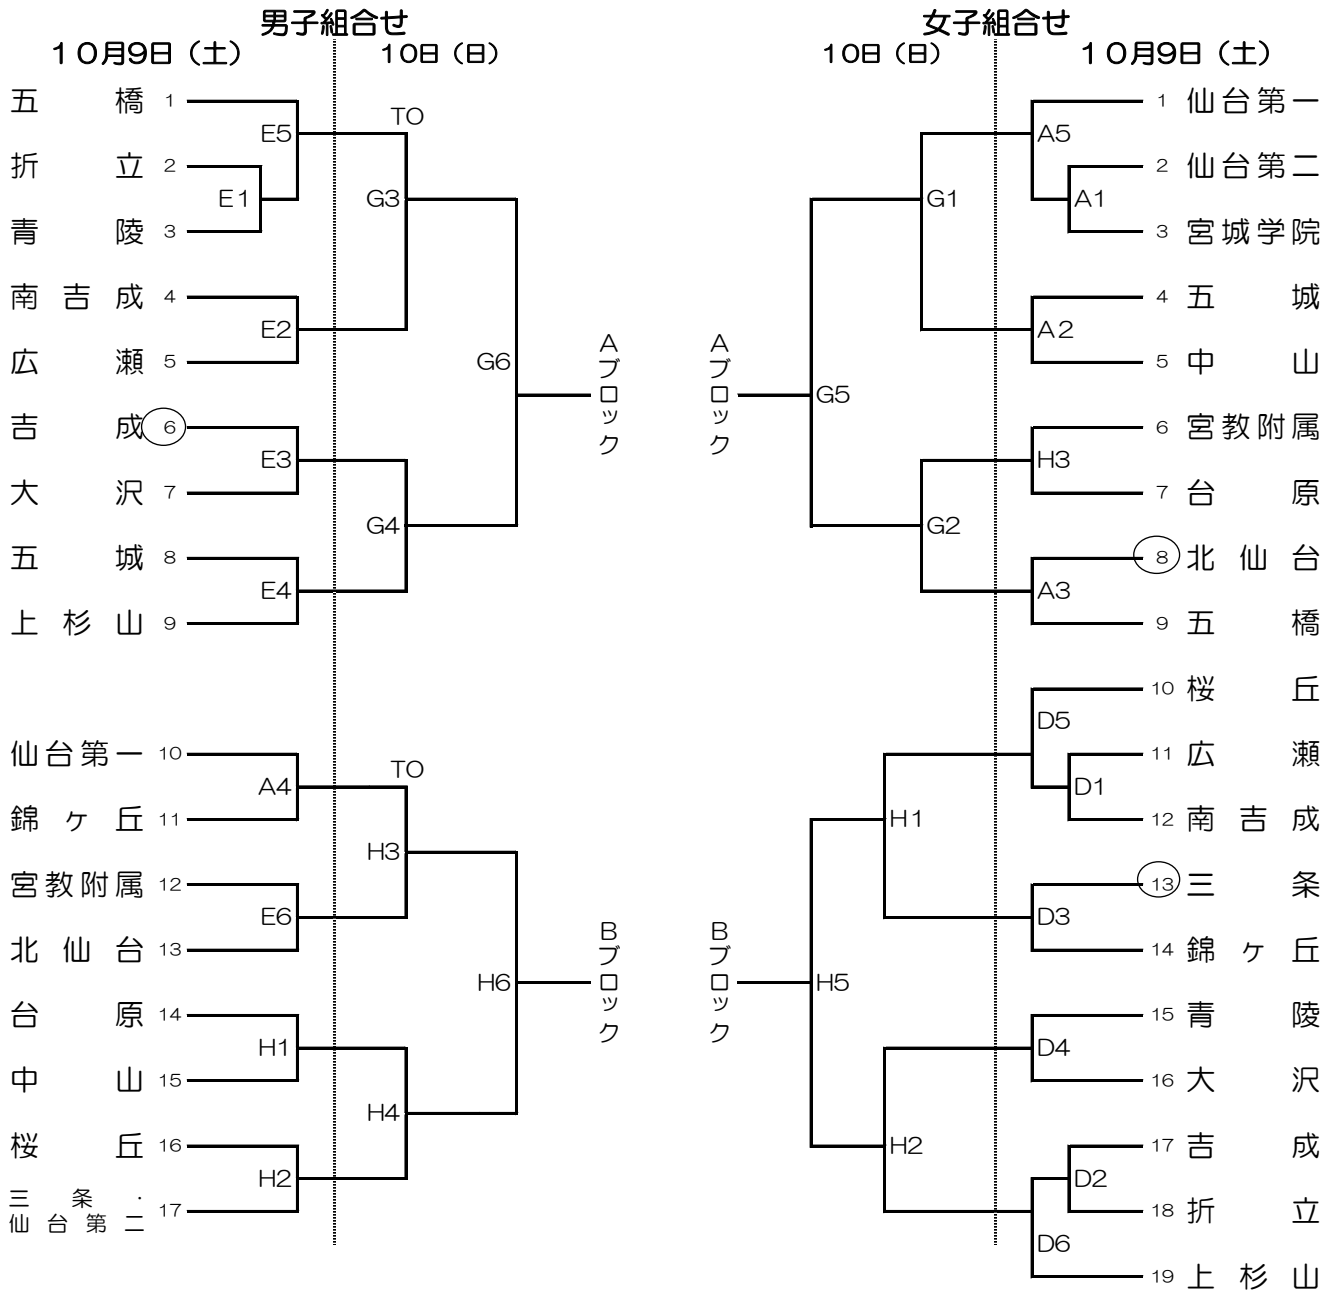 男子組合せ
10月9日（土）
10日（日）
五橋 1
E5
TO
折立 2
E1
G3
青陵 3
南吉成 4
E2
広瀬 5
G6
Aブロック
吉成 6
E3
大沢 7
G4
五城 8
E4
上杉山 9
仙台第一 10
A4
TO
錦ヶ丘 11
H3
宮教附属 12
E6
北仙台 13
H6
Bブロック
台原 14
H1
中山 15
H4
桜丘 16
H2
三条・
仙台第二 17
女子組合せ
10日（日）
10月9日（土）
1 仙台第一
A5
2 仙台第二
G1
A1
3 宮城学院
4 五城
A2
5 中山
Aブロック
G5
6 宮教附属
H3
7 台原
G2
8 北仙台
A3
9 五橋
10 桜丘
D5
11 広瀬
D1
H1
12 南吉成
13 三条
D3
14 錦ヶ丘
Bブロック
H5
15 青陵
D4
16 大沢
H2
17 吉成
D2
18 折立
D6
19 上杉山